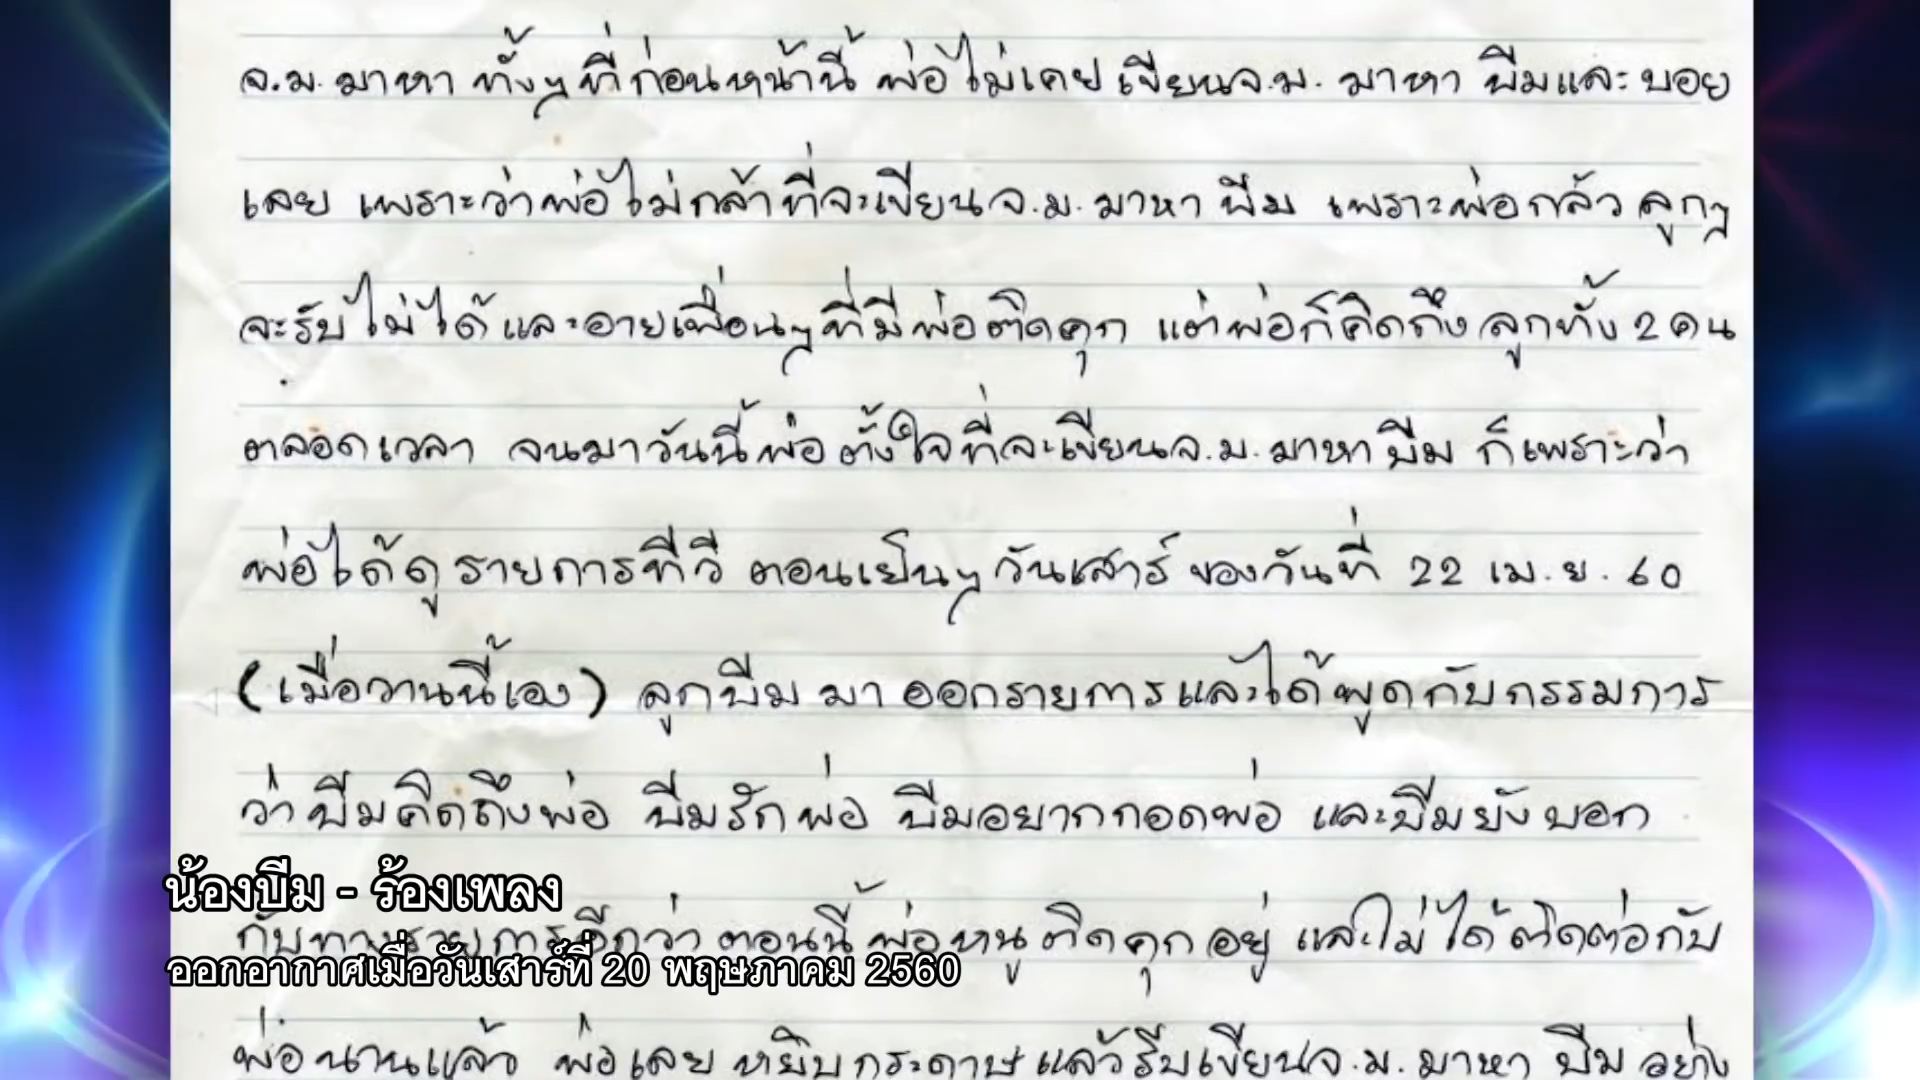 จ.ม. มาหา ทั้งๆที่ก่อนหน้านี้ พ่อไม่เคย เขียนจ.ม. มาหา บีมและบอย
เลย เพราะว่าพ่อไม่กล้าที่จะเขียนจ.ม. มาหา บีม เพราะพ่อกลัว ลูกๆ
จะรับไม่ได้และอายเพื่อนๆที่มีพ่อติดคุก แต่พ่อก็คิดถึงลูกทั้ง 2 คน
ตลอดเวลา จนมาวันนี้พ่อตั้งใจที่จะเขียนจ.ม. มาหาบีม ก็เพราะว่า
พ่อได้ดูรายการทีวี ตอนเย็นๆวันเสาร์ ของวันที่ 22 เม.ย. 60
(เมื่อวานนี้เอง) ลูกบีมมา ออกรายการและได้พูดกับกรรมการ
ว่าบีมคิดถึงพ่อ บีมรักพ่อ บีมอยากกอดพ่อ และบีมยังบอก
น้องบีม - ร้องเพลง
กับทางรายการอีกว่า ตอนนี้พ่อหนูติดคุกอยู่ และไม่ได้ติดต่อกับ
ออกอากาศเมื่อวันเสาร์ที่ 20 พฤษภาคม 2560
พ่อนานแล้ว พ่อเลย หยิบกระดาษแล้วรีบเขียนจ.ม. มาหา บีม อย่าง